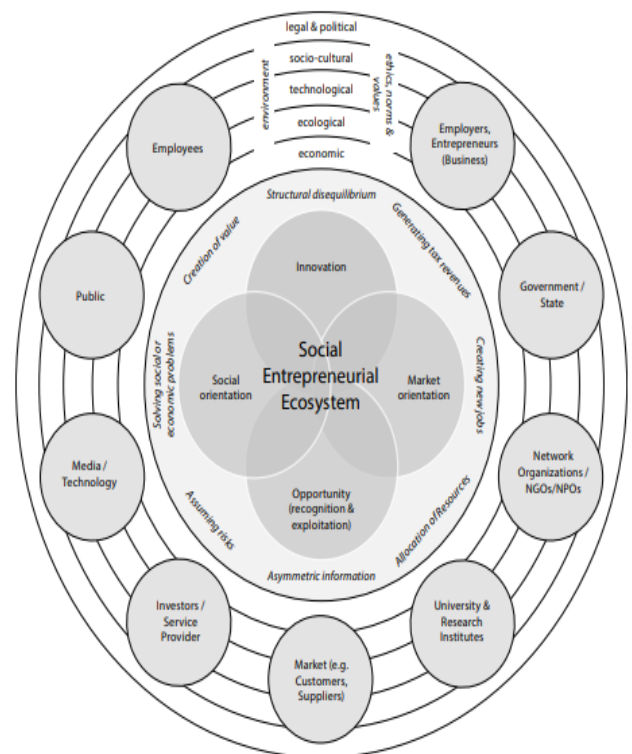 legal & political
socio-cultural
technological
ecological
economic
environment
ethics, norms &
values
Employees
Employers,
Entrepreneurs
(Business)
Structural disequilibrium
Creation of value
Generating tax revenues
Innovation
Public
Government /
State
Solving social or
economic problems
Social
orientation
Social
Entrepreneurial
Ecosystem
Market
orientation
Creating new jobs
Media /
Technology
Network
Organizations /
NGOs/NPOs
Opportunity
(recognition &
exploitation)
Assuming risks
Allocation of Resources
Asymmetric information
Investors /
Service
Provider
University &
Research
Institutes
Market (e.g.
Customers,
Suppliers)